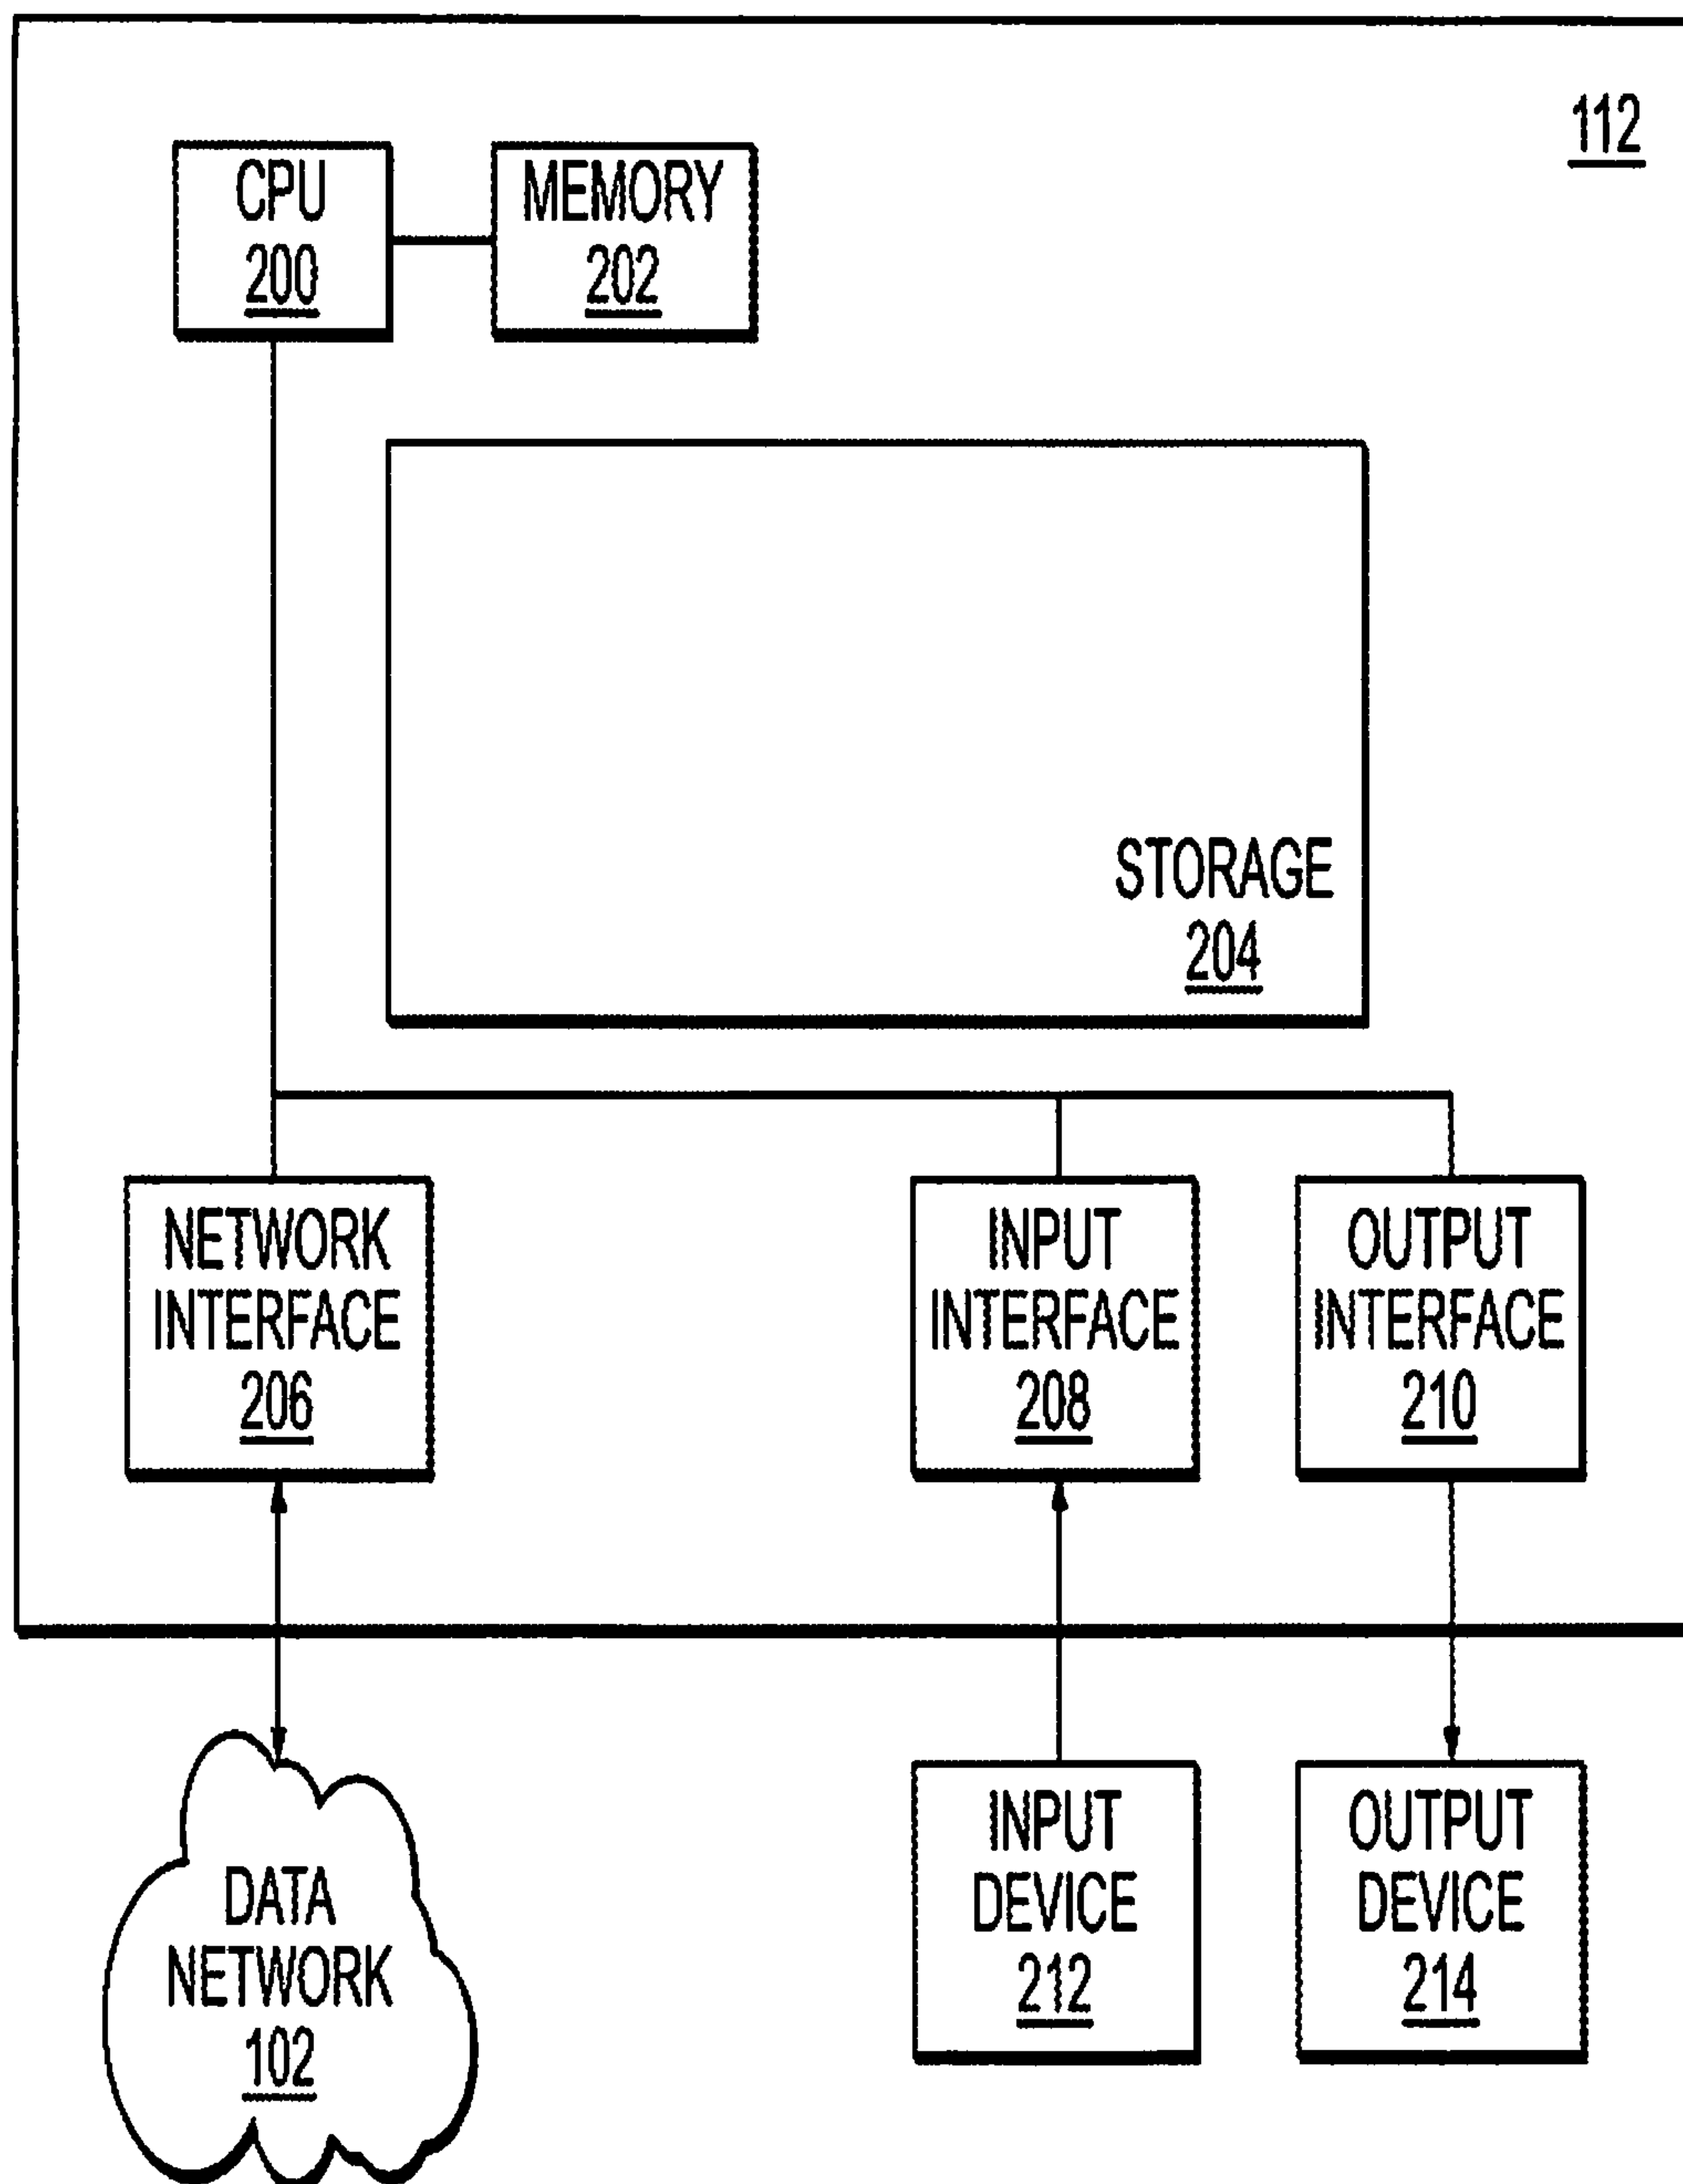 112
CPU
200
MEMORY
202
STORAGE
204
NETWORK
INTERFACE
206
INPUT
INTERFACE
208
OUTPUT
INTERFACE
210
DATA
NETWORK
102
INPUT
DEVICE
212
OUTPUT
DEVICE
214